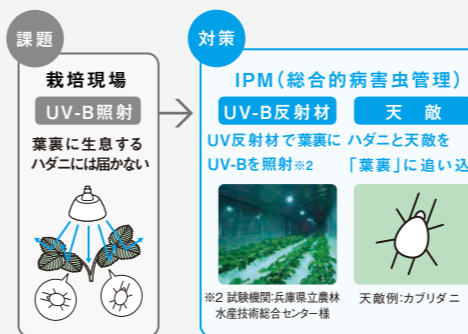 課題
栽培現場
UV-B照射
葉裏に生息する
ハダニには届かない
対策
IPM(総合的病害虫管理)
UV-B反射材
UV反射材で葉裏に
UV-Bを照射※2
※2 試験機関:兵庫県立農林
水産技術総合センター様
天敵
ハダニと天敵を
「葉裏」に追い込
天敵例:カブリダニ